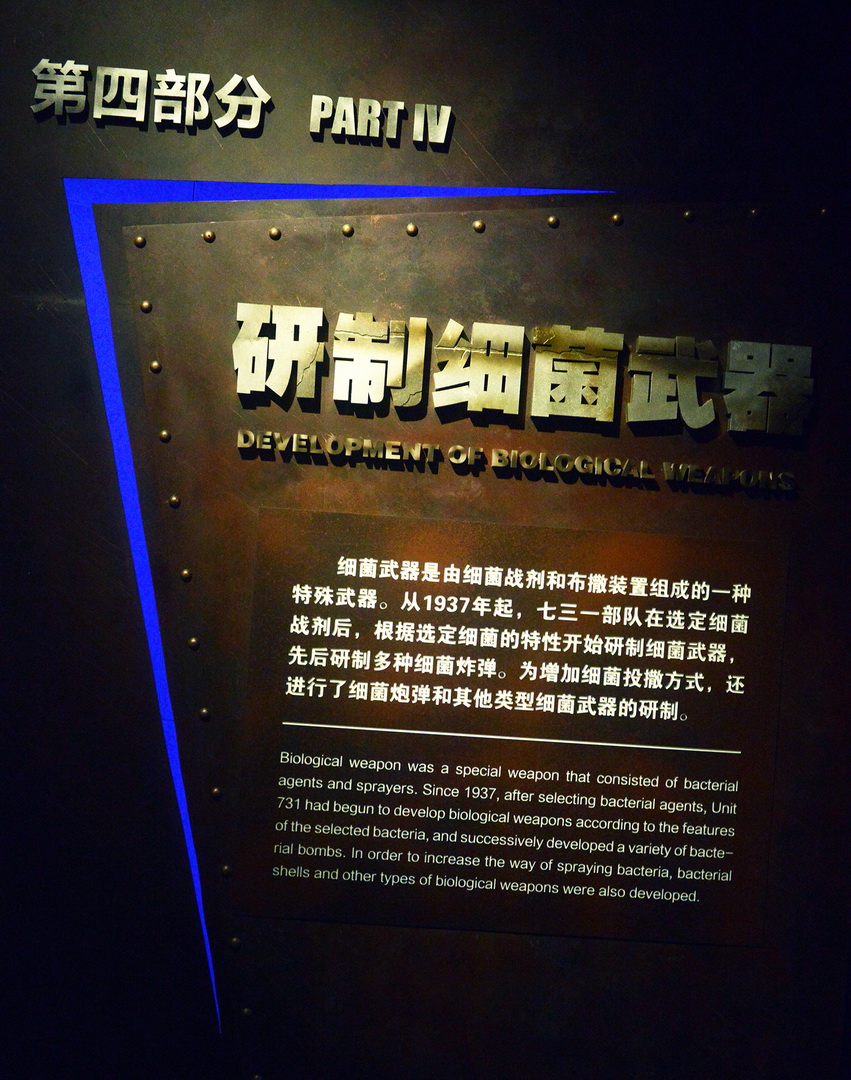 第四部分 PART IV
研制细菌武器
DEVELOPMENT OF BIOLOGICAL WEAPONS
细菌武器是由细菌战剂和布撒装置组成的一种
特殊武器。从1937年起，七三一部队在选定细菌
战剂后，根据选定细菌的特性开始研制细菌武器，
先后研制多种细菌炸弹。为增加细菌投撒方式，还
进行了细菌炮弹和其他类型细菌武器的研制。
Biological weapon was a special weapon that consisted of bacterial
agents and sprayers. Since 1937, after selecting bacterial agents, Unit
731 had begun to develop biological weapons according to the features
of the selected bacteria, and successively developed a variety of bacte-
rial bombs. In order to increase the way of spraying bacteria, bacterial
shells and other types of biological weapons were also developed.